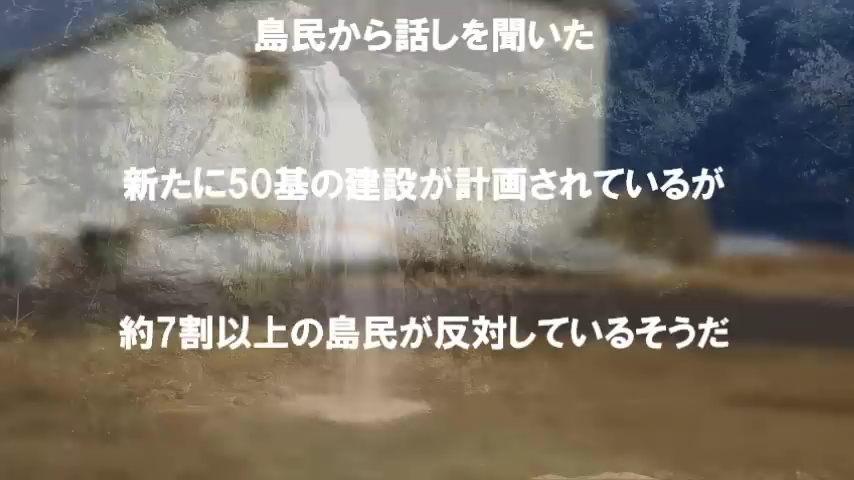 島民から話しを聞いた
新たに50基の建設が計画されているが
約7割以上の島民が反対しているそうだ